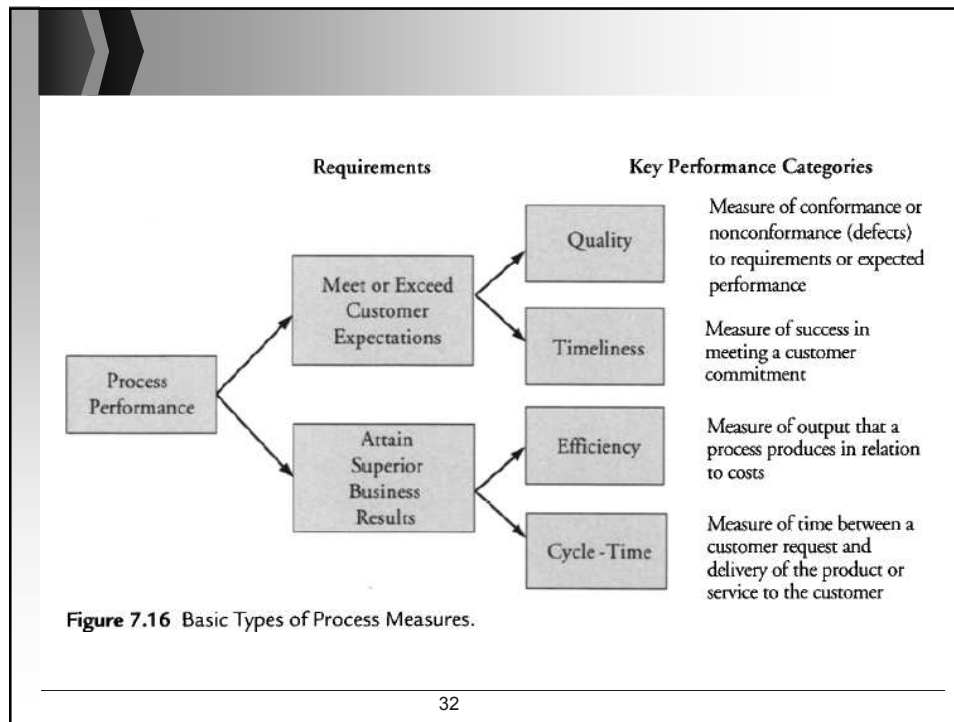 Requirements
Key Performance Categories
Process
Performance
Meet or Exceed
Customer
Expectations
Attain
Superior
Business
Results
Quality
Measure of conformance or
nonconformance (defects)
to requirements or expected
performance
Timeliness
Measure of success in
meeting a customer
commitment
Efficiency
Measure of output that a
process produces in relation
to costs
Cycle-Time
Measure of time between a
customer request and
delivery of the product or
service to the customer
Figure 7.16 Basic Types of Process Measures.
32